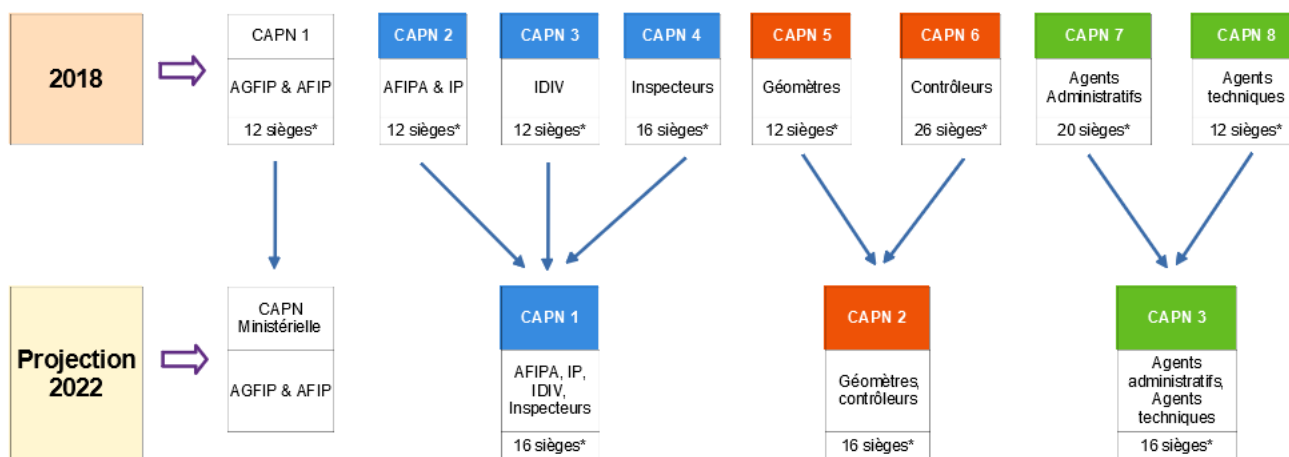 2018
CAPN 1
AGFIP & AFIP
12 sièges*
CAPN 2
AFIPA & IP
12 sièges*
CAPN 3
IDIV
12 sièges*
CAPN 4
Inspecteurs
16 sièges*
CAPN 5
Géomètres
12 sièges*
CAPN 6
Contrôleurs
26 sièges*
CAPN 7
Agents
Administratifs
20 sièges*
CAPN 8
Agents
techniques
12 sièges*
Projection
2022
CAPN
Ministérielle
AGFIP & AFIP
CAPN 1
AFIPA, IP,
IDIV,
Inspecteurs
16 sièges*
CAPN 2
Géomètres,
contrôleurs
16 sièges*
CAPN 3
Agents
administratifs,
Agents
techniques
16 sièges*